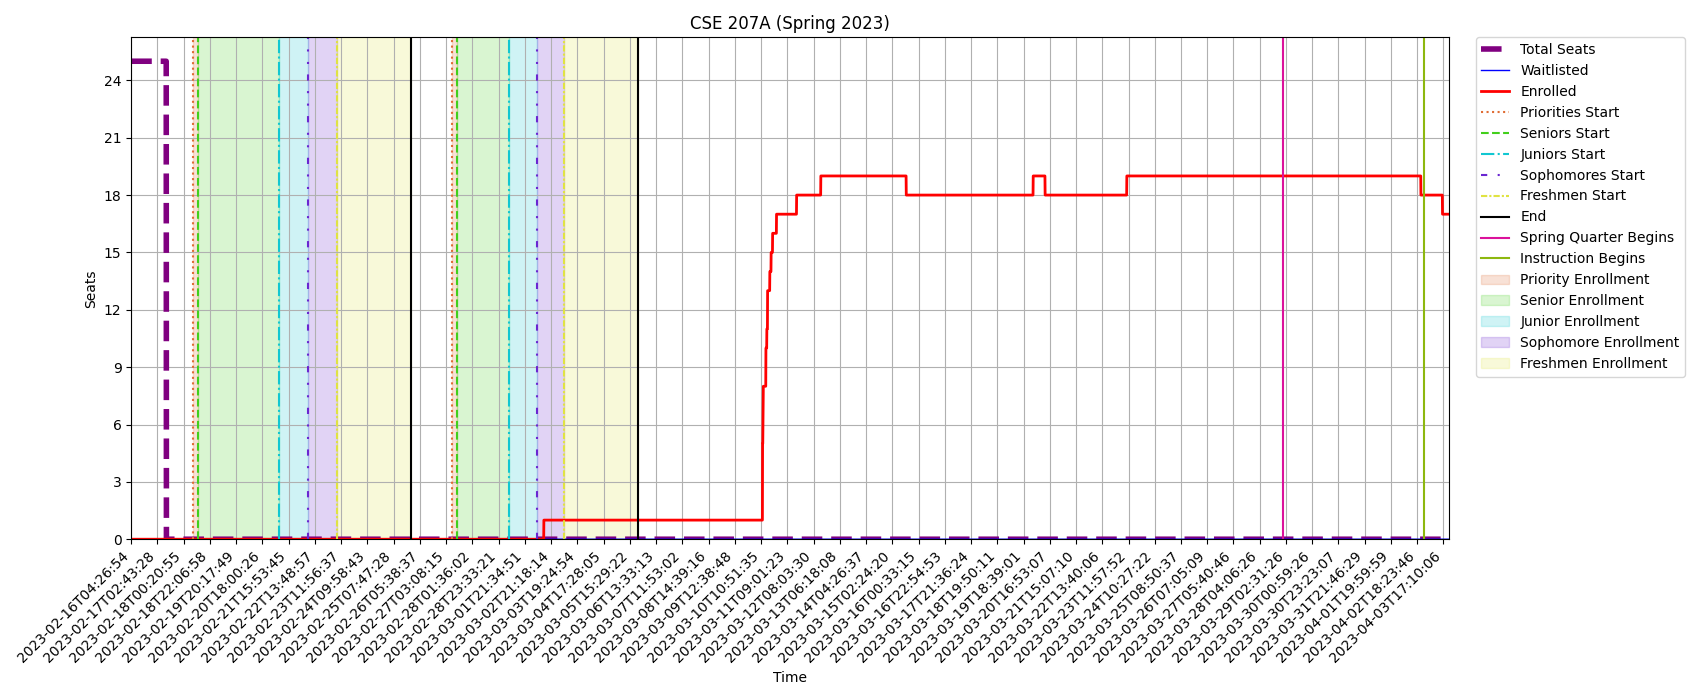 CSE 207A (Spring 2023)
Seats
24
21
18
15
12
9
6
3
0
2023-02-16T04:26:54
2023-02-17T02:43:28
2023-02-18T00:20:55
2023-02-18T22:06:58
2023-02-19T20:17:49
2023-02-20T18:00:26
2023-02-21T15:53:45
2023-02-22T13:48:57
2023-02-23T11:56:37
2023-02-24T09:58:43
2023-02-25T07:47:28
2023-02-26T05:38:37
2023-02-27T03:08:15
2023-02-28T01:36:02
2023-02-28T23:33:21
2023-03-01T21:34:51
2023-03-02T21:18:14
2023-03-03T19:24:54
2023-03-04T17:28:05
2023-03-05T15:29:22
2023-03-06T13:33:13
2023-03-07T11:53:02
2023-03-08T14:39:16
2023-03-09T12:38:48
2023-03-10T10:51:35
2023-03-11T09:01:23
2023-03-12T08:03:30
2023-03-13T06:18:08
2023-03-14T04:26:37
2023-03-15T02:24:20
2023-03-16T00:33:15
2023-03-16T22:54:53
2023-03-17T21:36:24
2023-03-18T19:50:11
2023-03-19T18:39:01
2023-03-20T16:53:07
2023-03-21T15:07:10
2023-03-22T13:40:06
2023-03-23T11:57:52
2023-03-24T10:27:22
2023-03-25T08:50:37
2023-03-26T07:05:09
2023-03-27T05:40:46
2023-03-28T04:06:26
2023-03-29T02:31:26
2023-03-30T00:59:26
2023-03-30T23:23:07
2023-03-31T21:46:29
2023-04-01T19:59:59
2023-04-02T18:23:46
2023-04-03T17:10:06
Time
Total Seats
Waitlisted
Enrolled
Priorities Start
Seniors Start
Juniors Start
Sophomores Start
Freshmen Start
End
Spring Quarter Begins
Instruction Begins
Priority Enrollment
Senior Enrollment
Junior Enrollment
Sophomore Enrollment
Freshmen Enrollment